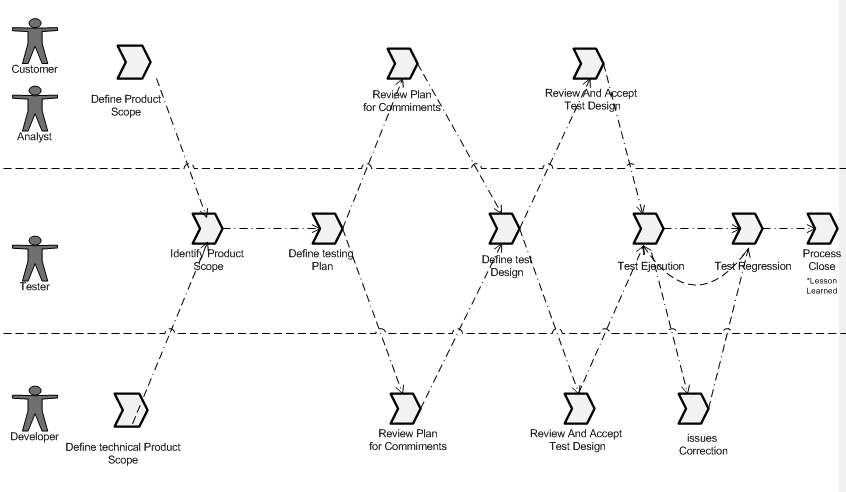 Customer
Define Product
Scope
Review Plan
for Commiments
Review And Accept
Test Design
Analyst
Identify Product
Scope
Define testing
Plan
Define test
Design
Test Ejecution
Test Regression
Process
Close
*Lesson
Learned
Tester
Developer
Define technical Product
Scope
Review Plan
for Commiments
Review And Accept
Test Design
issues
Correction